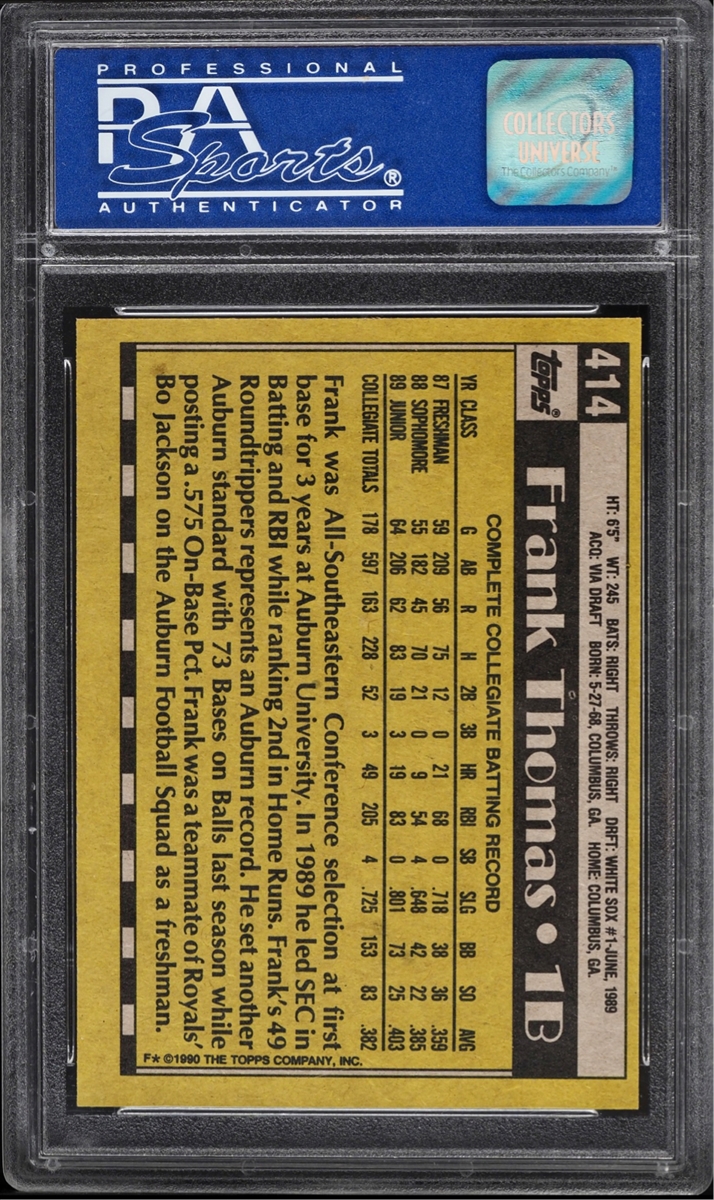 PROFESSIONAL
PSA
Sports®
AUTHENTICATOR
COLLECTORS
UNIVERSE
The Collectors Company™
414
HT: 6'5" WT: 245 BATS: RIGHT THROWS: RIGHT DRFT: WHITE SOX #1-JUNE, 1989
ACQ: VIA DRAFT BORN: 5-27-68, COLUMBUS, GA. HOME: COLUMBUS, GA.
topps®
Frank Thomas • 1B
COMPLETE COLLEGIATE BATTING RECORD
YR CLASS G AB R H 2B 3B HR RBI SB SLG BB SO AVG
87 FRESHMAN 59 209 56 75 12 0 21 68 0 .718 38 36 .359
88 SOPHOMORE 55 182 45 70 21 0 9 54 4 .648 42 22 .385
89 JUNIOR 64 206 62 83 19 3 19 83 0 .801 73 25 .403
COLLEGIATE TOTALS 178 597 163 228 52 3 49 205 4 .725 153 83 .382
Frank was All-Southeastern Conference selection at first
base for 3 years at Auburn University. In 1989 he led SEC in
Batting and RBI while ranking 2nd in Home Runs. Frank's 49
Roundtrippers represents an Auburn record. He set another
Auburn standard with 73 Bases on Balls last season while
posting a .575 On-Base Pct. Frank was a teammate of Royals'
Bo Jackson on the Auburn Football Squad as a freshman.
F* ©1990 THE TOPPS COMPANY, INC.